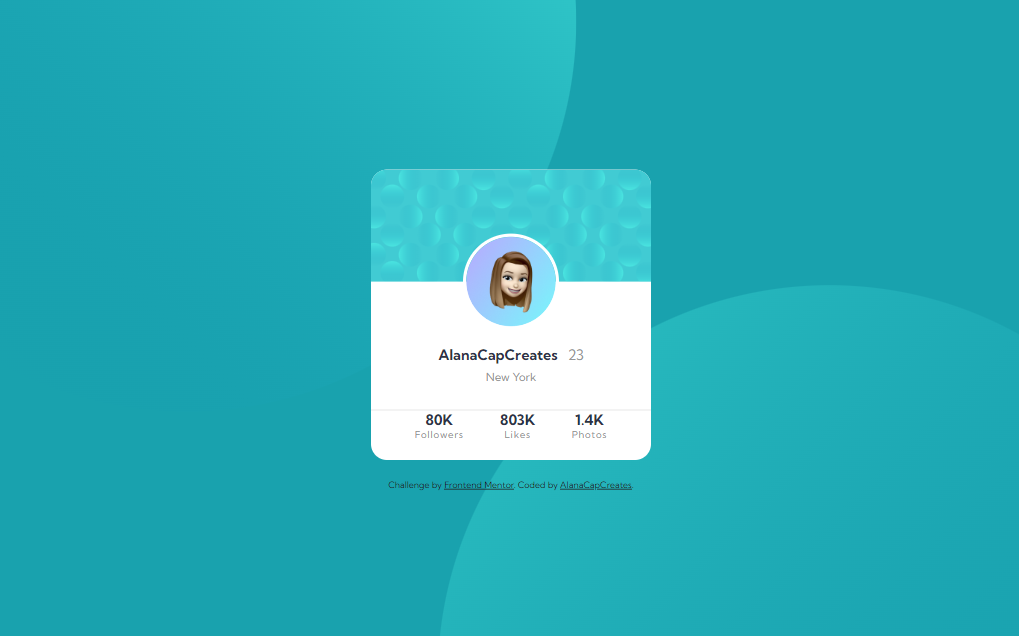 AlanaCapCreates 23
New York
80K 803K 1.4K
Followers Likes Photos
Challenge by Frontend Mentor. Coded by AlanaCapCreates.